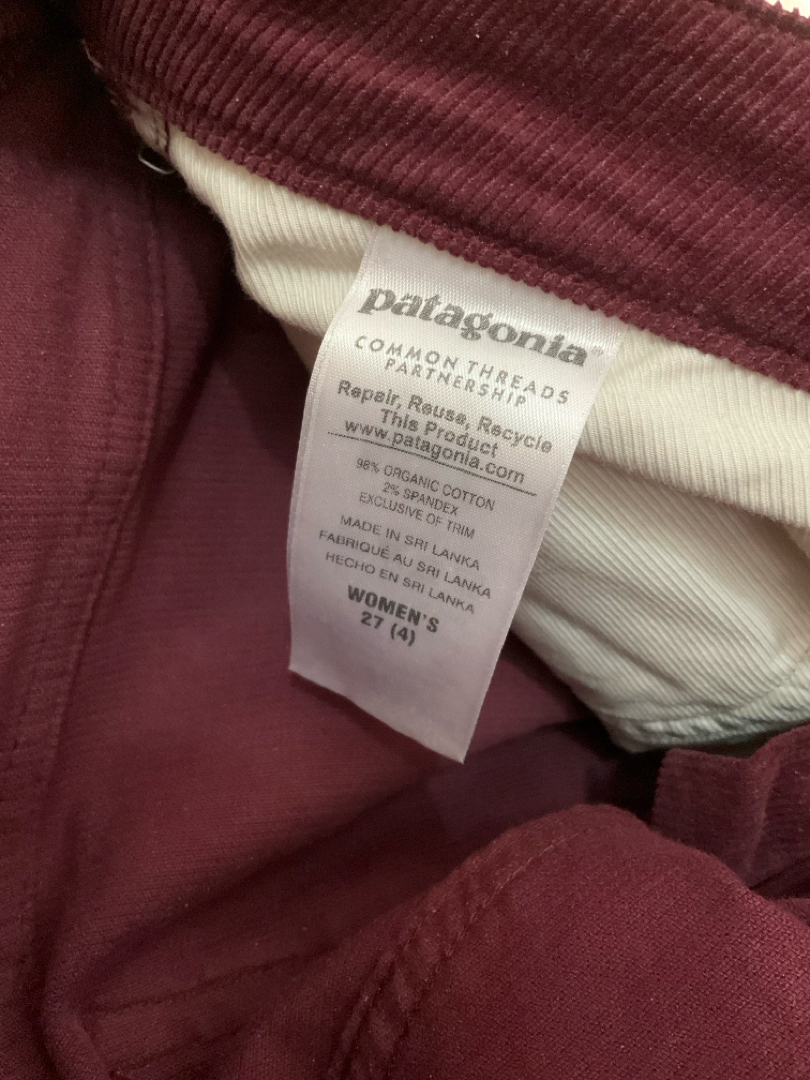 patagonia®
COMMON THREADS
PARTNERSHIP
Repair, Reuse, Recycle
This Product
www.patagonia.com
98% ORGANIC COTTON
2% SPANDEX
EXCLUSIVE OF TRIM
MADE IN SRI LANKA
FABRIQUÉ AU SRI LANKA
HECHO EN SRI LANKA
WOMEN'S
27 (4)